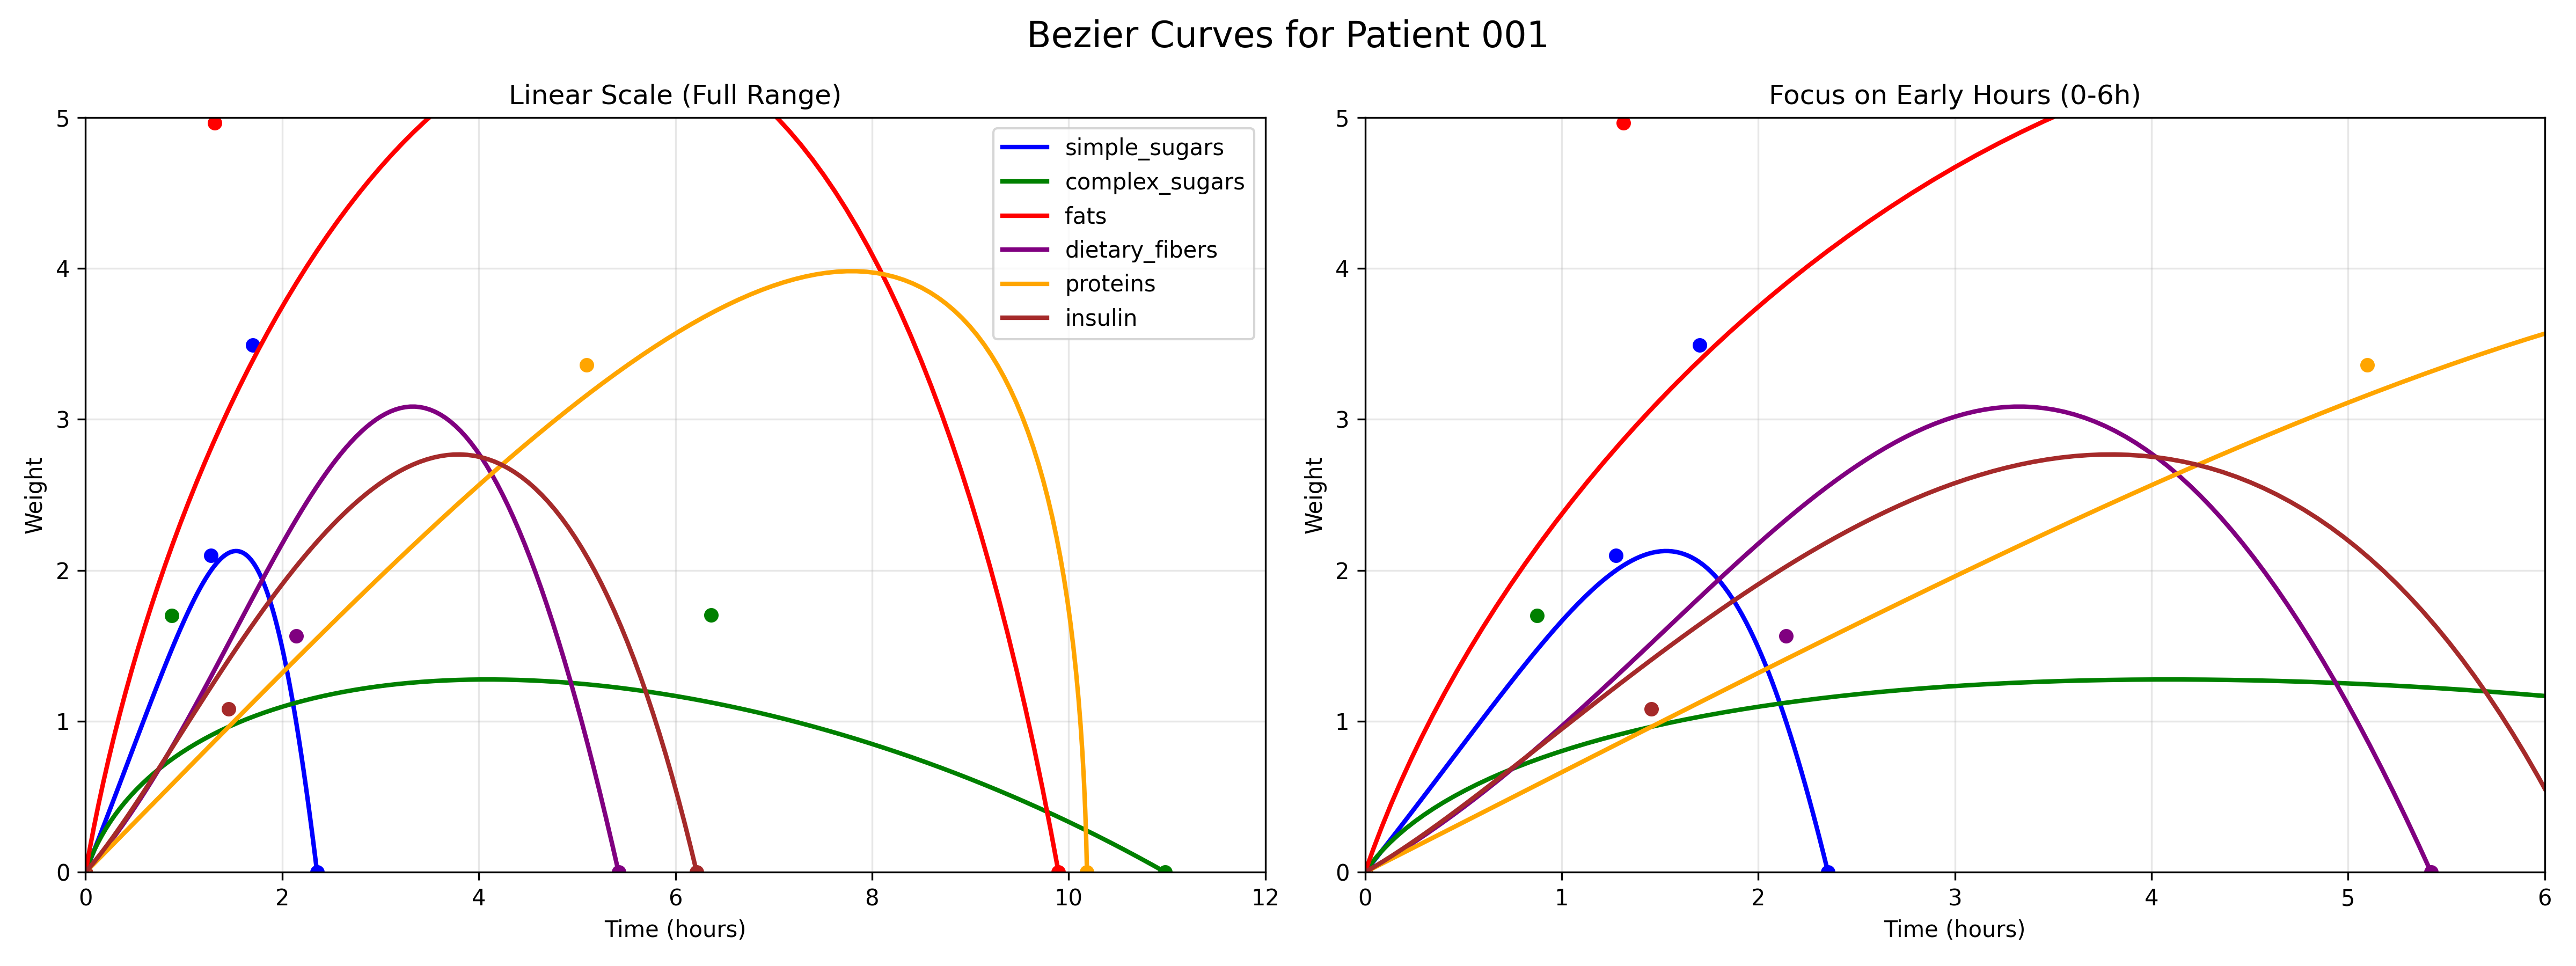 Bezier Curves for Patient 001
Linear Scale (Full Range)
5
4
3
2
1
0
Weight
0 2 4 6 8 10 12
Time (hours)
simple_sugars
complex_sugars
fats
dietary_fibers
proteins
insulin
Focus on Early Hours (0-6h)
5
4
3
2
1
0
Weight
0 1 2 3 4 5 6
Time (hours)